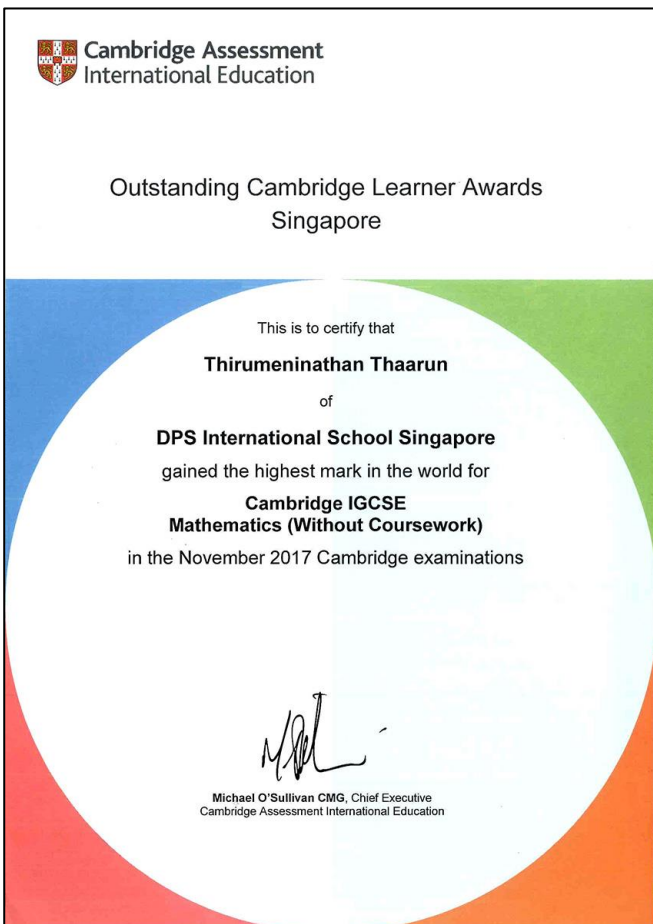 Cambridge Assessment
International Education
Outstanding Cambridge Learner Awards
Singapore
This is to certify that
Thirumeninathan Thaarun
of
DPS International School Singapore
gained the highest mark in the world for
Cambridge IGCSE
Mathematics (Without Coursework)
in the November 2017 Cambridge examinations
Michael O'Sullivan CMG, Chief Executive
Cambridge Assessment International Education